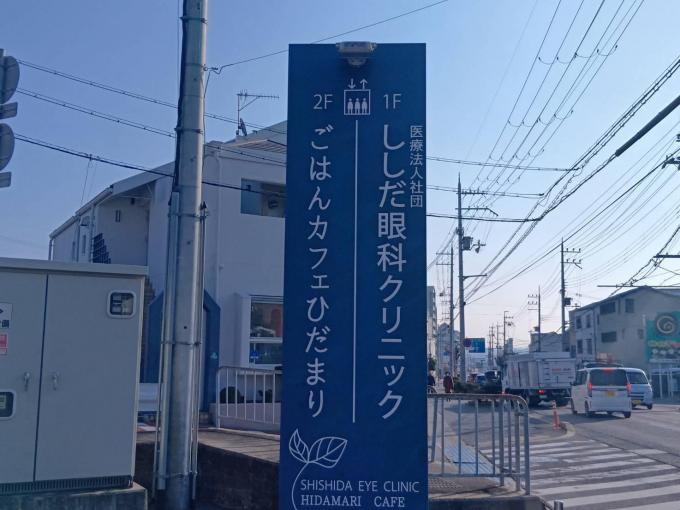 1F
医療法人社団
ししだ眼科クリニック
2F
ごはんカフェひだまり
SHISHIDA EYE CLINIC
HIDAMARI CAFE